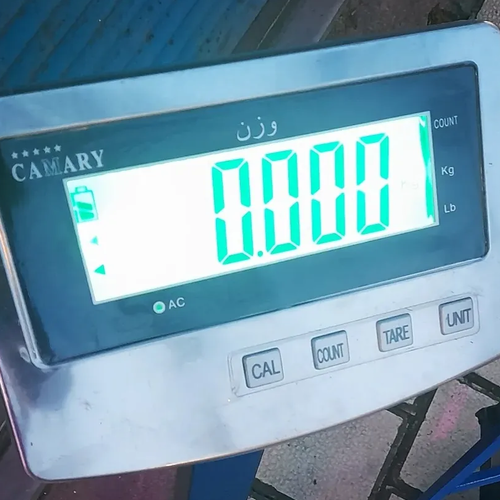 وزن
★★★★★
CAMARY
0.000
COUNT
Kg
Lb
AC
CAL
COUNT
TARE
UNIT